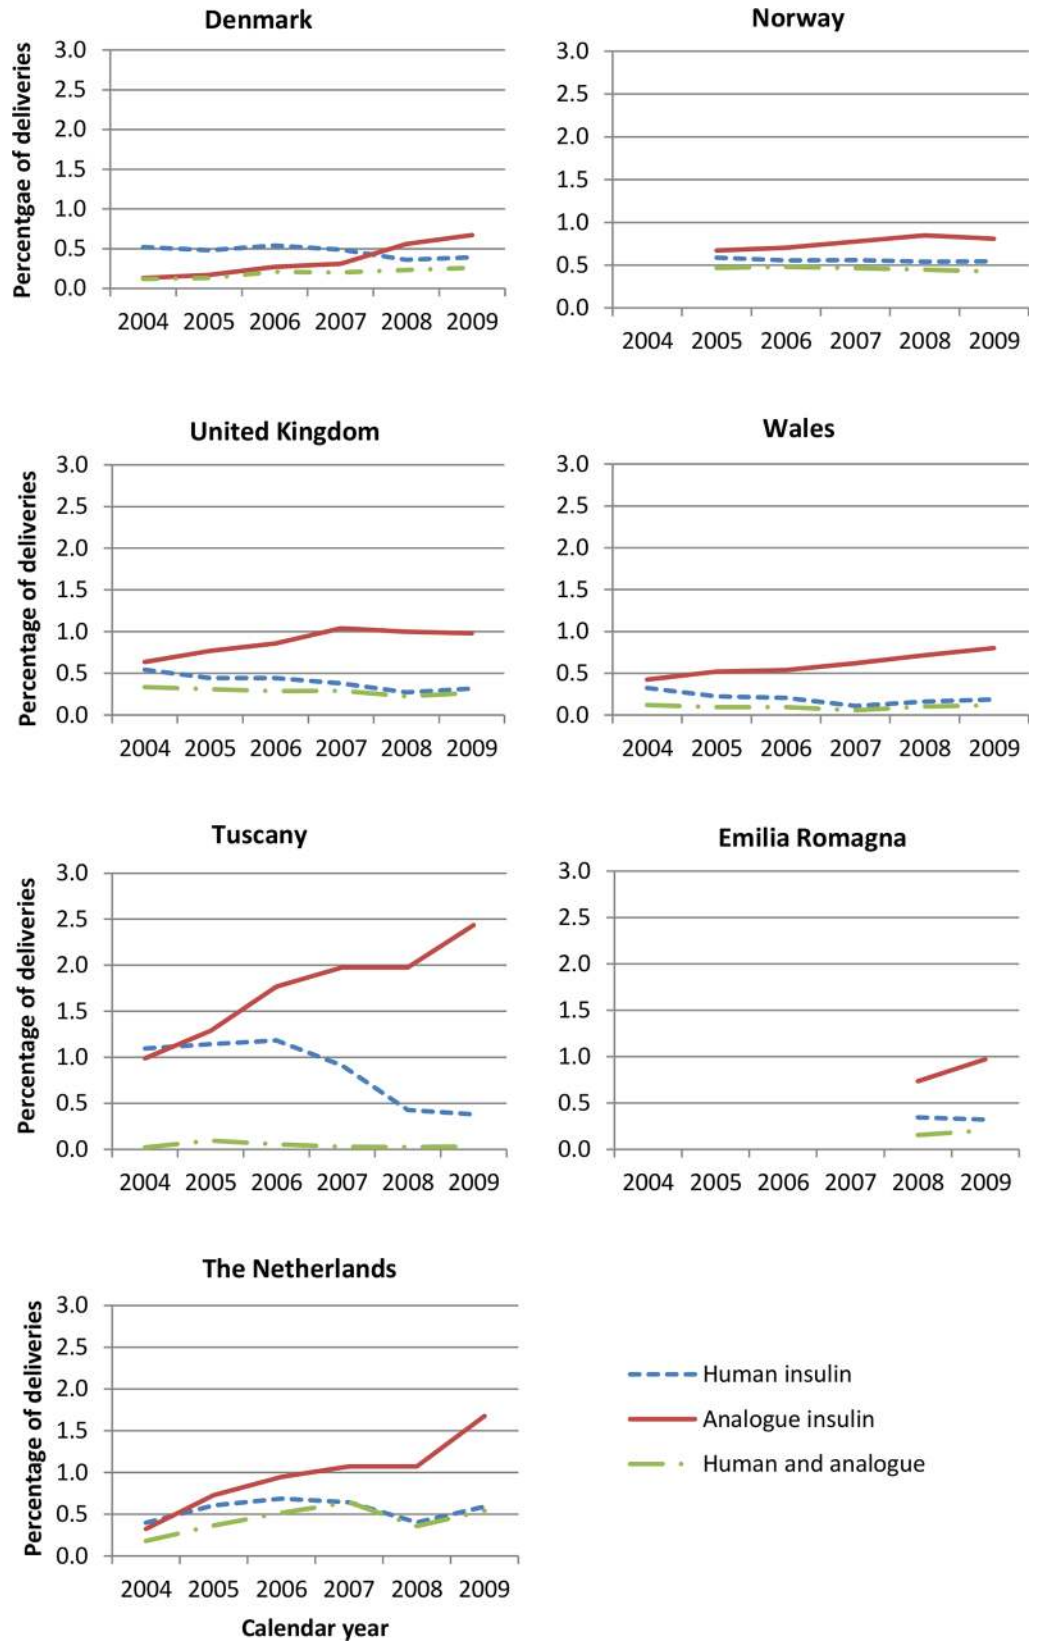 Denmark
Percentgae of deliveries
3.0
2.5
2.0
1.5
1.0
0.5
0.0
2004 2005 2006 2007 2008 2009
Norway
3.0
2.5
2.0
1.5
1.0
0.5
0.0
2004 2005 2006 2007 2008 2009
United Kingdom
Percentage of deliveries
3.0
2.5
2.0
1.5
1.0
0.5
0.0
2004 2005 2006 2007 2008 2009
Wales
3.0
2.5
2.0
1.5
1.0
0.5
0.0
2004 2005 2006 2007 2008 2009
Tuscany
Percentage of deliveries
3.0
2.5
2.0
1.5
1.0
0.5
0.0
2004 2005 2006 2007 2008 2009
Emilia Romagna
3.0
2.5
2.0
1.5
1.0
0.5
0.0
2004 2005 2006 2007 2008 2009
The Netherlands
Percentage of deliveries
3.0
2.5
2.0
1.5
1.0
0.5
0.0
2004 2005 2006 2007 2008 2009
Calendar year
Human insulin
Analogue insulin
Human and analogue